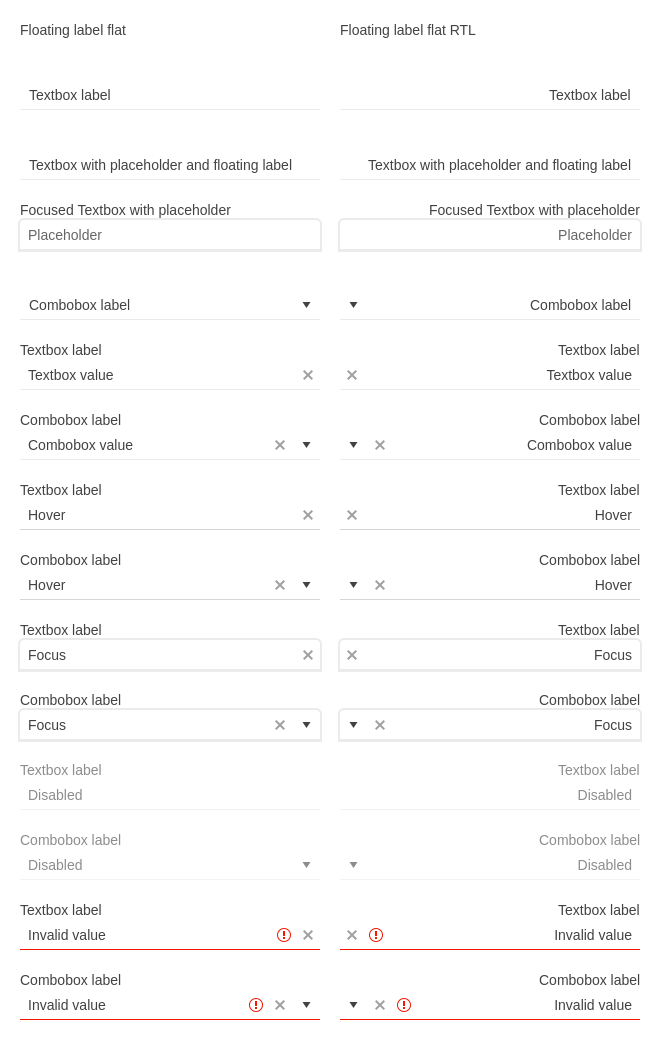 Floating label flat
Floating label flat RTL
Textbox label
Textbox label
Textbox with placeholder and floating label
Textbox with placeholder and floating label
Focused Textbox with placeholder
Focused Textbox with placeholder
Placeholder
Placeholder
Combobox label
Combobox label
Textbox label
Textbox label
Textbox value
Textbox value
Combobox label
Combobox label
Combobox value
Combobox value
Textbox label
Textbox label
Hover
Hover
Combobox label
Combobox label
Hover
Hover
Textbox label
Textbox label
Focus
Focus
Combobox label
Combobox label
Focus
Focus
Textbox label
Textbox label
Disabled
Disabled
Combobox label
Combobox label
Disabled
Disabled
Textbox label
Textbox label
Invalid value
Invalid value
Combobox label
Combobox label
Invalid value
Invalid value